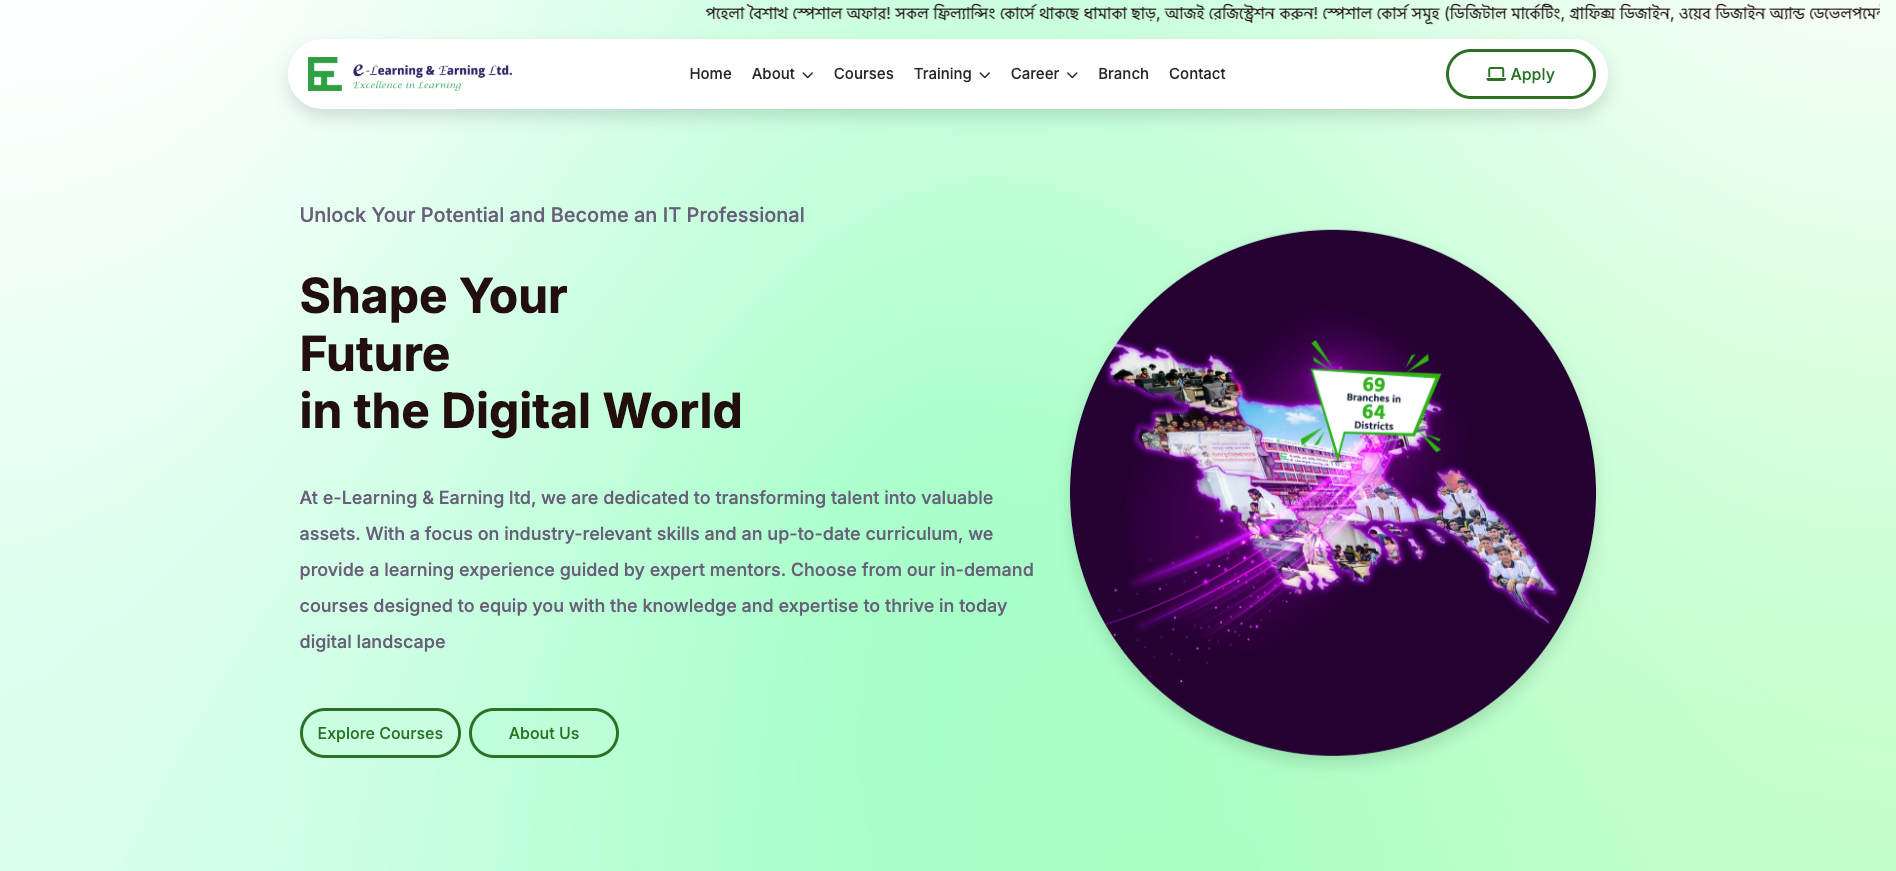 পহেলা বৈশাখ স্পেশাল অফার! সকল ফ্রিল্যান্সিং কোর্সে থাকছে ধামাকা ছাড়, আজই রেজিস্ট্রেশন করুন! স্পেশাল কোর্স সমূহ (ডিজিটাল মার্কেটিং, গ্রাফিক্স ডিজাইন, ওয়েব ডিজাইন অ্যান্ড
e-Learning & Earning Ltd.
Excellence in Learning
Home About Courses Training Career Branch Contact
Apply
Unlock Your Potential and Become an IT Professional
Shape Your
Future
in the Digital World
At e-Learning & Earning ltd, we are dedicated to transforming talent into valuable
assets. With a focus on industry-relevant skills and an up-to-date curriculum, we
provide a learning experience guided by expert mentors. Choose from our in-demand
courses designed to equip you with the knowledge and expertise to thrive in today
digital landscape
Explore Courses About Us
69
Branches in
64
Districts